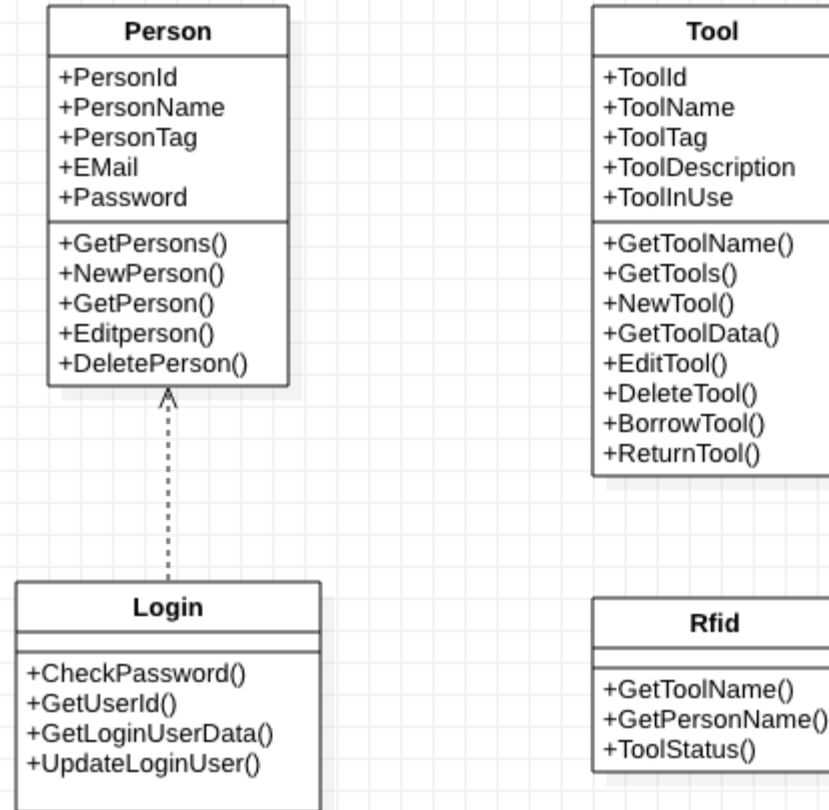 Person
+PersonId
+PersonName
+PersonTag
+EMail
+Password
+GetPersons()
+NewPerson()
+GetPerson()
+Editperson()
+DeletePerson()
Tool
+ToolId
+ToolName
+ToolTag
+ToolDescription
+ToolInUse
+GetToolName()
+GetTools()
+NewTool()
+GetToolData()
+EditTool()
+DeleteTool()
+BorrowTool()
+ReturnTool()
Login
+CheckPassword()
+GetUserId()
+GetLoginUserData()
+UpdateLoginUser()
Rfid
+GetToolName()
+GetPersonName()
+ToolStatus()